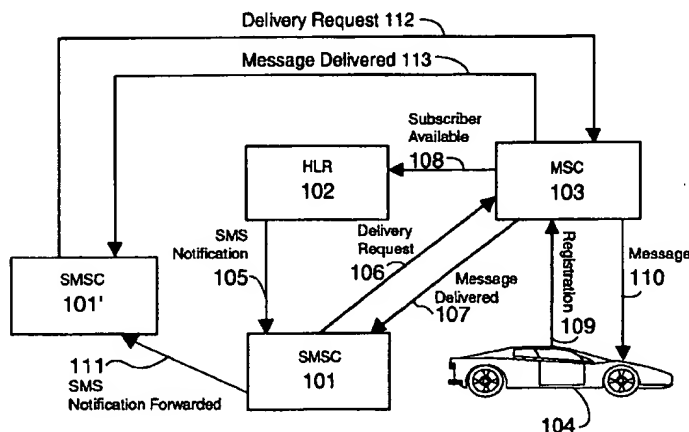 Delivery Request 112
Message Delivered 113
Subscriber
Available
108
HLR
102
MSC
103
SMS
Notification
105
Delivery
Request
106
Message
Delivered
107
Registration
109
Message
110
SMSC
101'
SMSC
101
111
SMS
Notification Forwarded
104